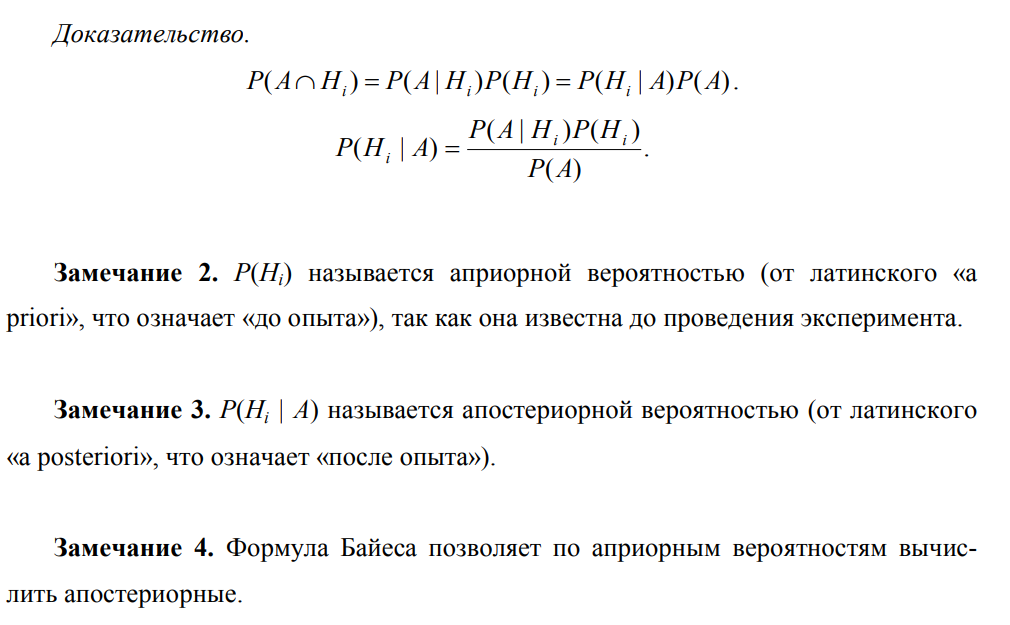 Доказательство.
P(A∩H_i) = P(A | H_i)P(H_i) = P(H_i | A)P(A).
P(H_i | A) = \frac{P(A | H_i)P(H_i)}{P(A)}.
Замечание 2. P(H_i) называется априорной вероятностью (от латинского «a
priori», что означает «до опыта»), так как она известна до проведения эксперимента.
Замечание 3. P(H_i | A) называется апостериорной вероятностью (от латинского
«a posteriori», что означает «после опыта»).
Замечание 4. Формула Байеса позволяет по априорным вероятностям вычис-
лить апостериорные.